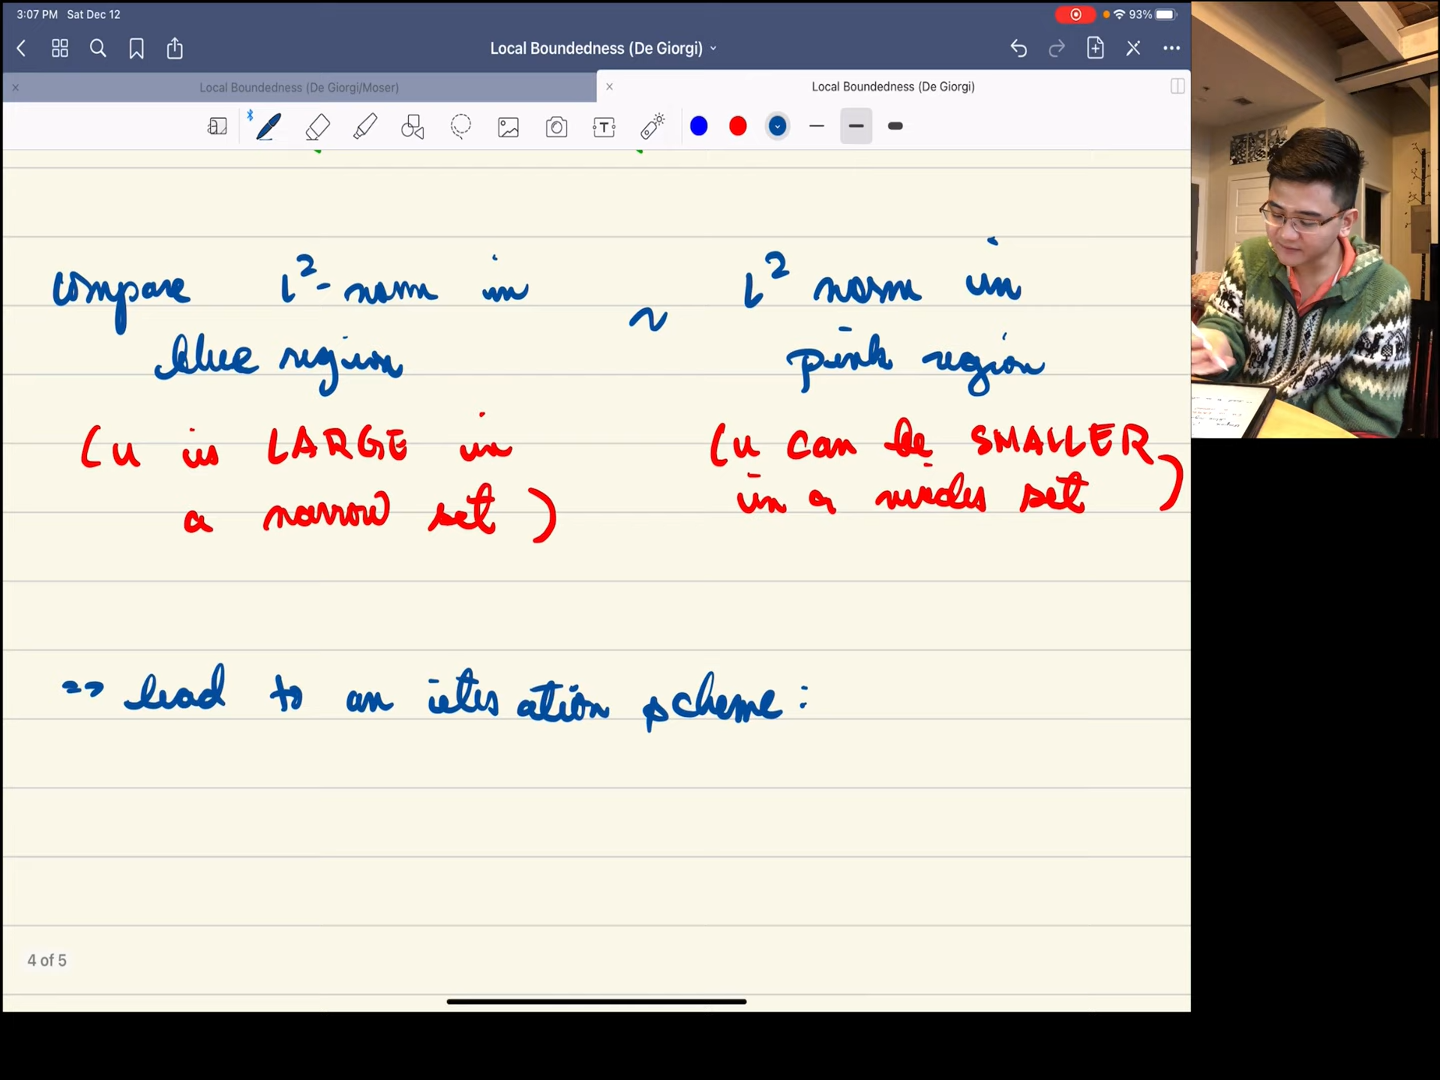 3:07 PM Sat Dec 12
93%
Local Boundedness (De Giorgi)
Local Boundedness (De Giorgi/Moser)
Local Boundedness (De Giorgi)
compare L²-norm in ~ L² norm in
blue region pink region
(u is LARGE in (u can be SMALLER
a narrow set) in a wider set)
lead to an iteration scheme:
4 of 5